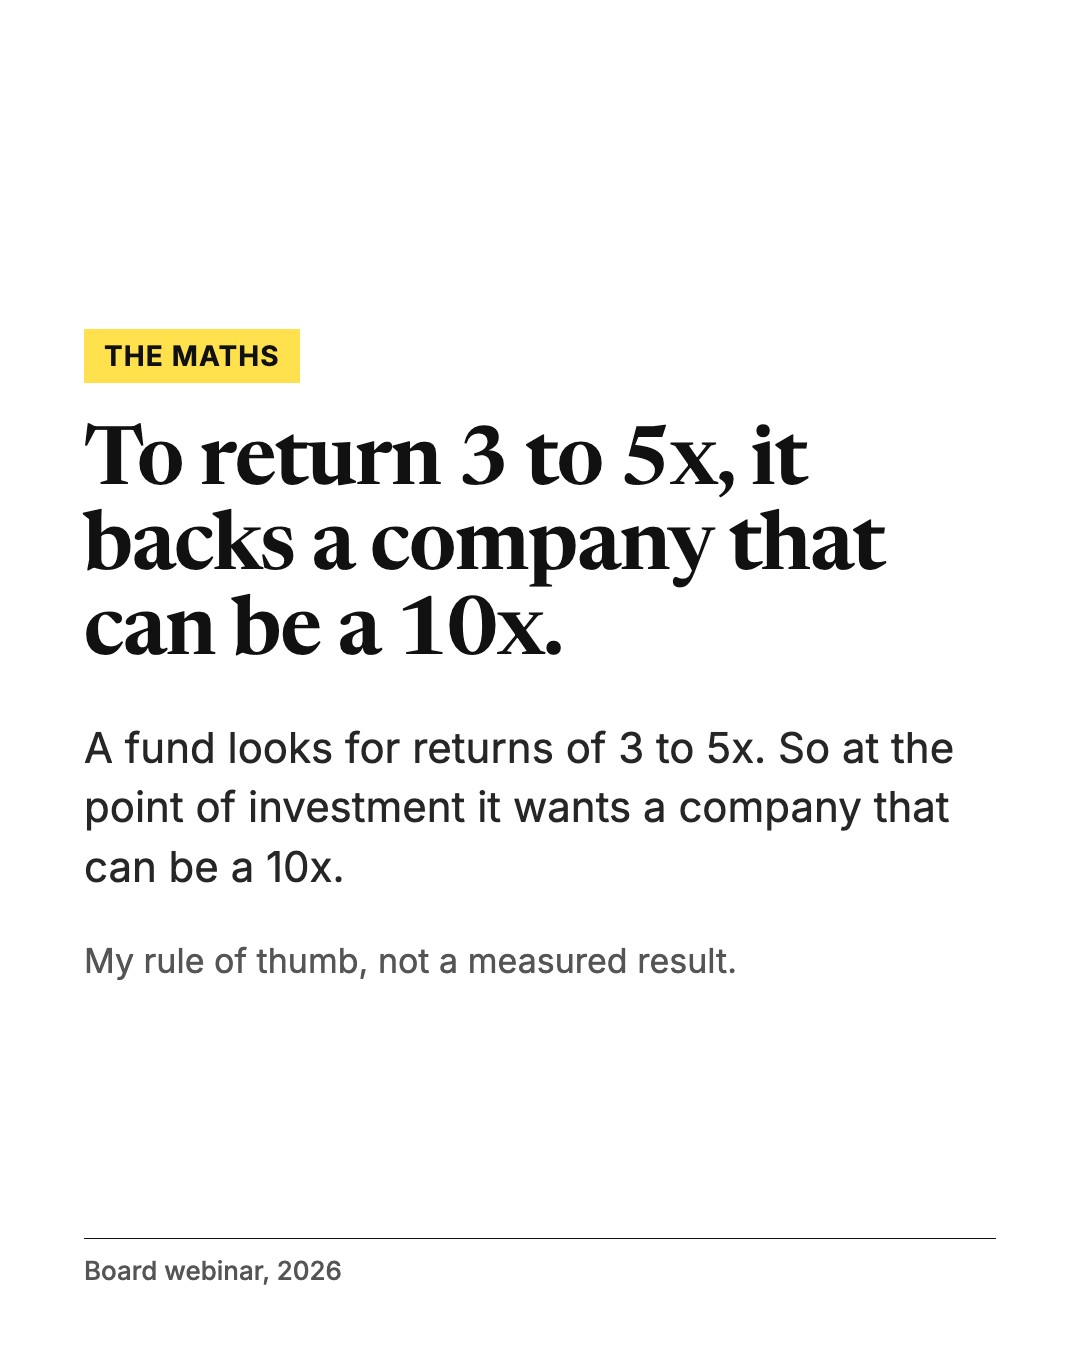 THE MATHS
To return 3 to 5x, it
backs a company that
can be a 10x.
A fund looks for returns of 3 to 5x. So at the
point of investment it wants a company that
can be a 10x.
My rule of thumb, not a measured result.
Board webinar, 2026